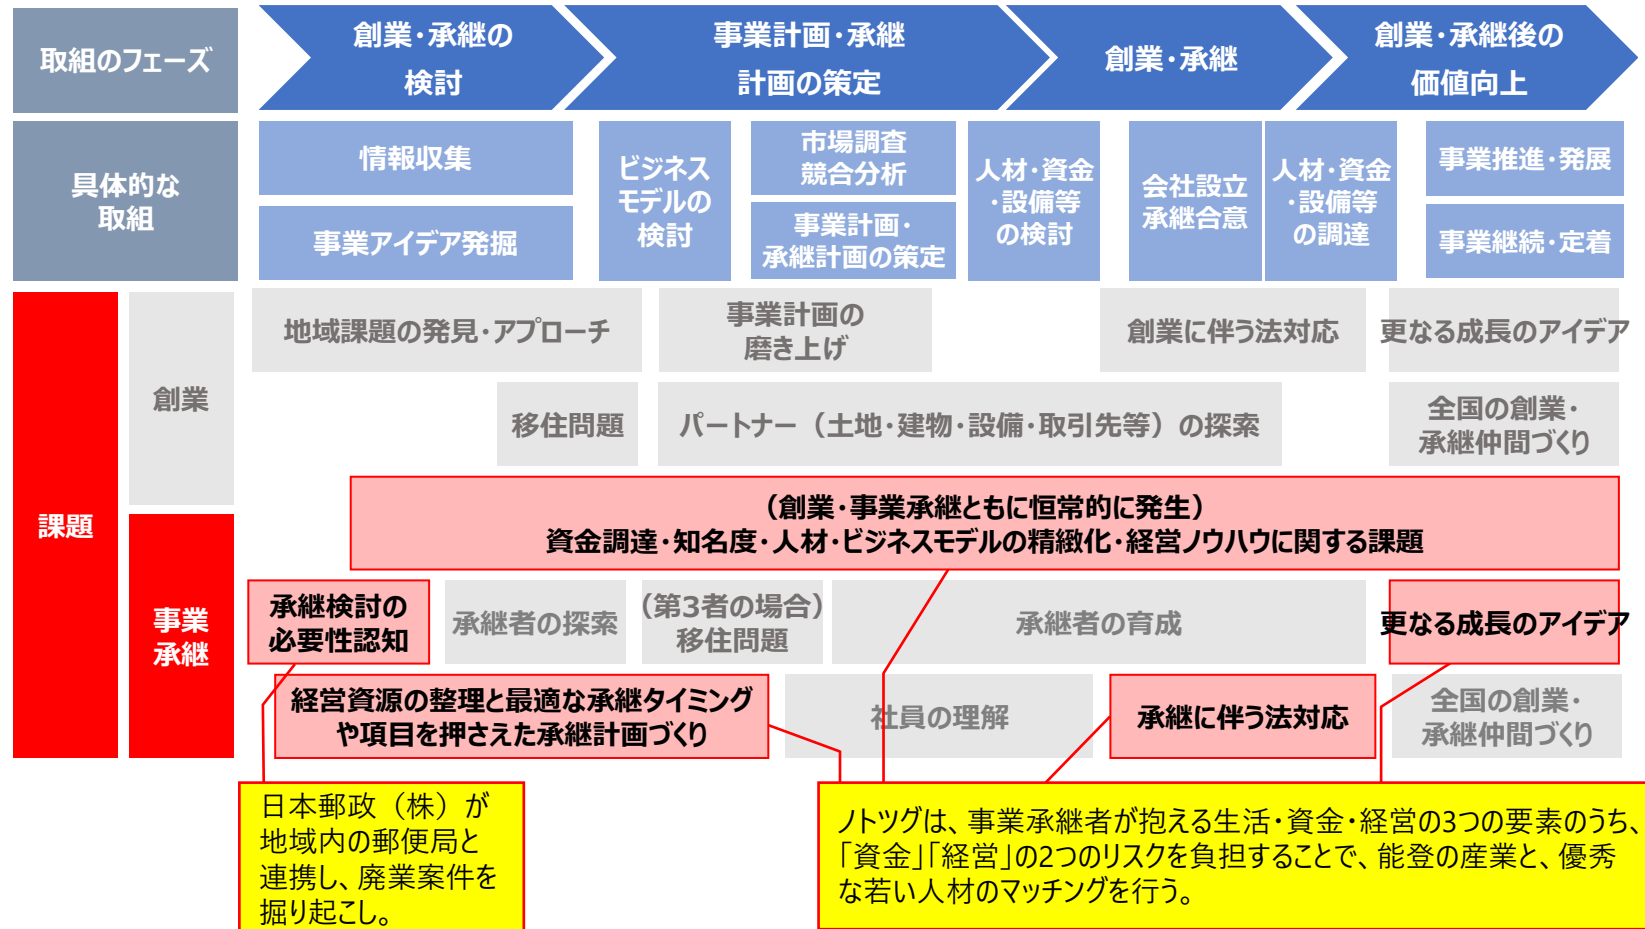 取組のフェーズ
創業・承継の
検討
事業計画・承継
計画の策定
創業・承継
創業・承継後の
価値向上
具体的な
取組
情報収集
事業アイデア発掘
ビジネス
モデルの
検討
市場調査
競合分析
事業計画・
承継計画の策定
人材・資金
・設備等
の検討
会社設立
承継合意
人材・資金
・設備等
の調達
事業推進・発展
事業継続・定着
課題
創業
地域課題の発見・アプローチ
事業計画の
磨き上げ
創業に伴う法対応
更なる成長のアイデア
移住問題
パートナー（土地・建物・設備・取引先等）の探索
全国の創業・
承継仲間づくり
（創業・事業承継ともに恒常的に発生）
資金調達・知名度・人材・ビジネスモデルの精緻化・経営ノウハウに関する課題
事業
承継
承継検討の
必要性認知
承継者の探索
（第3者の場合）
移住問題
承継者の育成
更なる成長のアイデア
経営資源の整理と最適な承継タイミング
や項目を押さえた承継計画づくり
社員の理解
承継に伴う法対応
全国の創業・
承継仲間づくり
日本郵政（株）が
地域内の郵便局と
連携し、廃業案件を
掘り起こし。
ノトツグは、事業承継者が抱える生活・資金・経営の3つの要素のうち、
「資金」「経営」の2つのリスクを負担することで、能登の産業と、優秀
な若い人材のマッチングを行う。